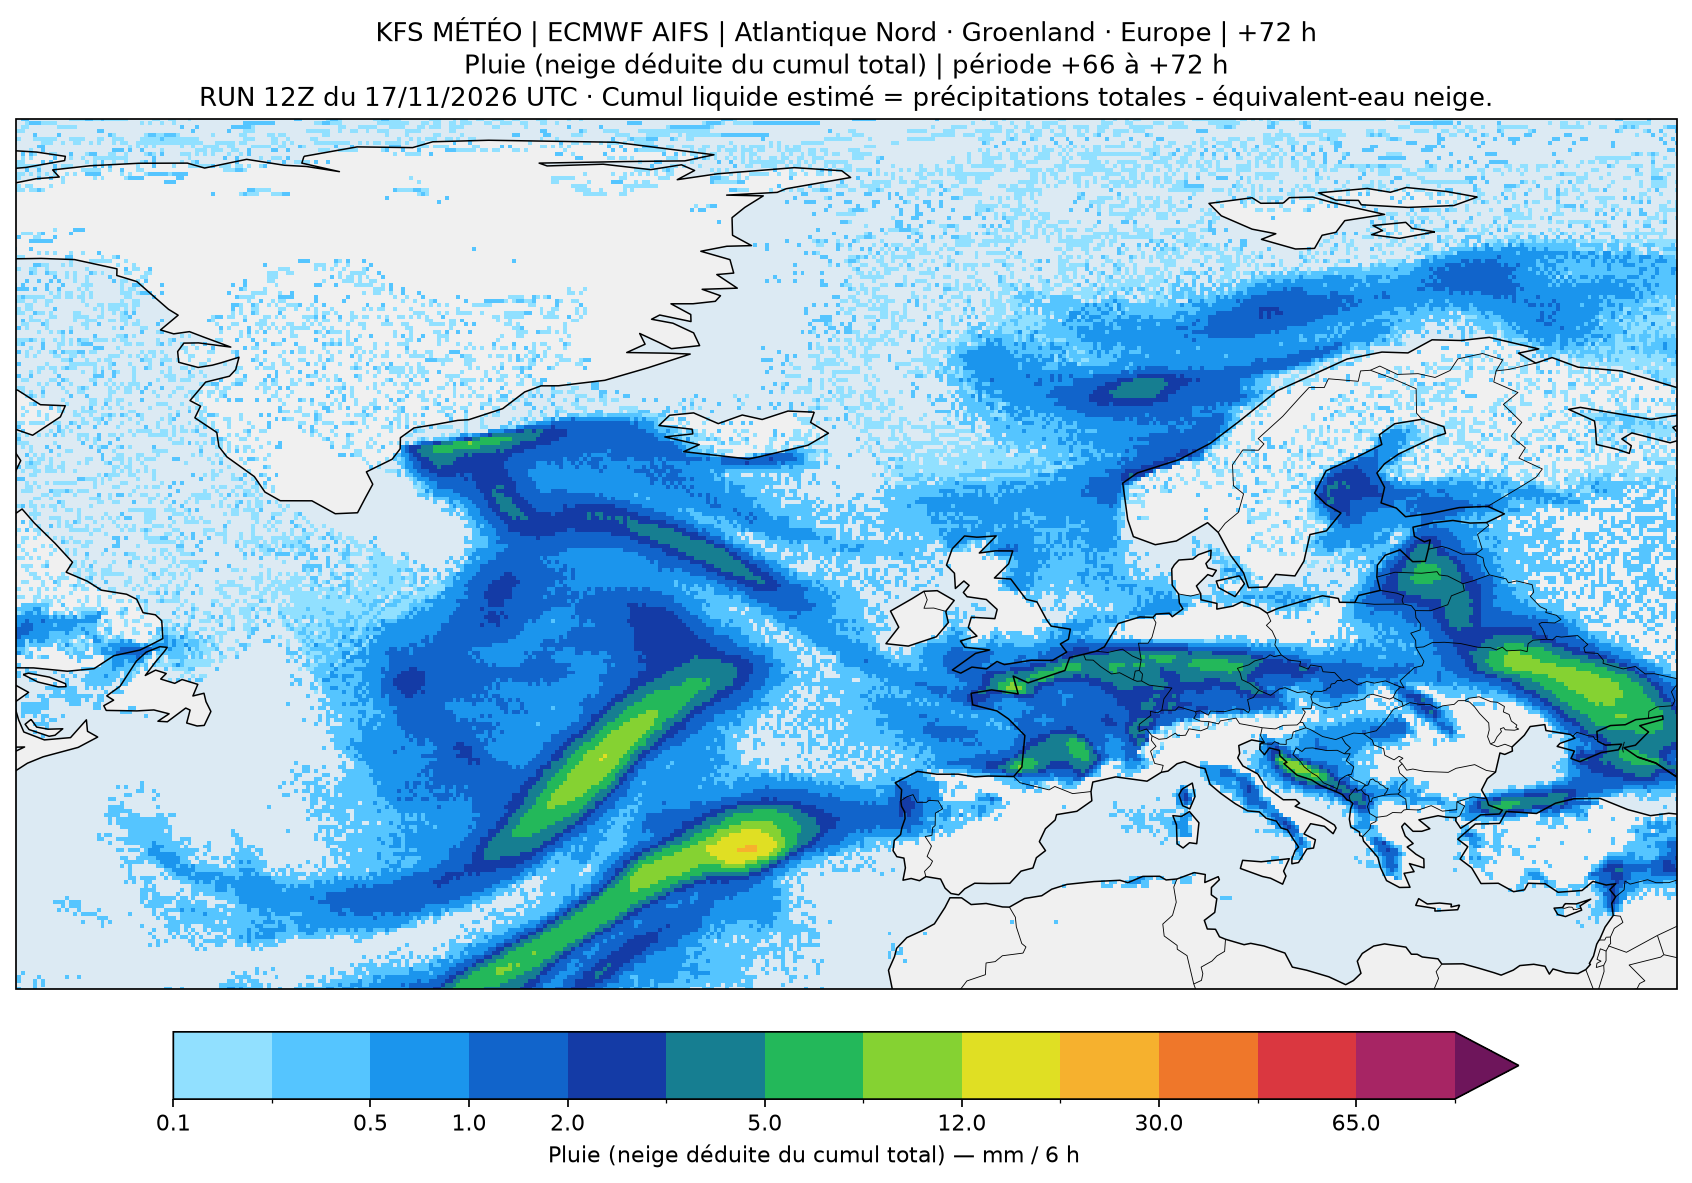 KFS MÉTÉO | ECMWF AIFS | Atlantique Nord · Groenland · Europe | +72 h
Pluie (neige déduite du cumul total) | période +66 à +72 h
RUN 12Z du 17/11/2026 UTC · Cumul liquide estimé = précipitations totales - équivalent-eau neige.
0.1 0.5 1.0 2.0 5.0 12.0 30.0 65.0
Pluie (neige déduite du cumul total) — mm / 6 h